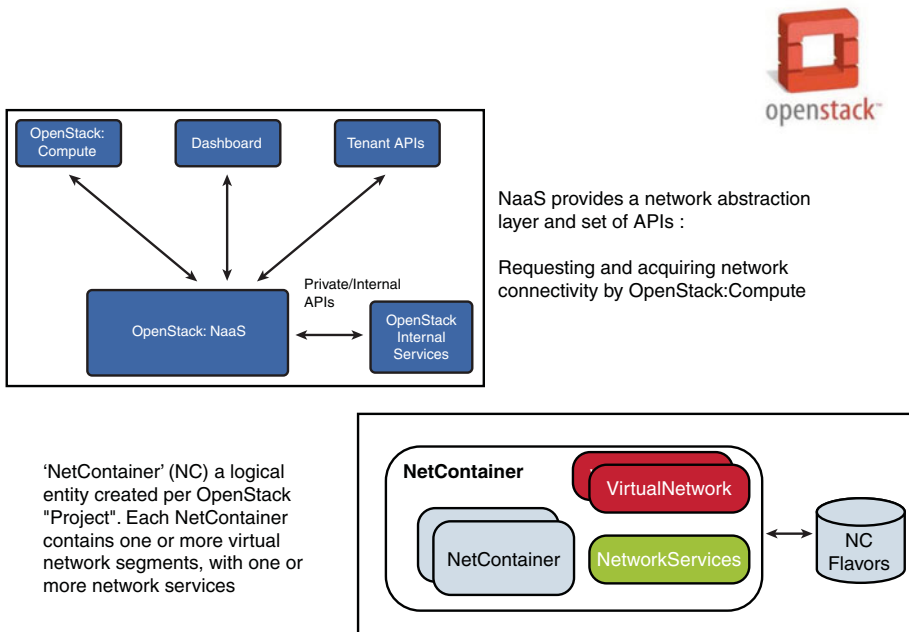 openstack™
OpenStack:
Compute
Dashboard
Tenant APIs
Private/Internal
APIs
OpenStack: NaaS
OpenStack
Internal
Services
NaaS provides a network abstraction
layer and set of APIs :
Requesting and acquiring network
connectivity by OpenStack:Compute
'NetContainer' (NC) a logical
entity created per OpenStack
"Project". Each NetContainer
contains one or more virtual
network segments, with one or
more network services
NetContainer
VirtualNetwork
NetContainer
NetworkServices
NC
Flavors